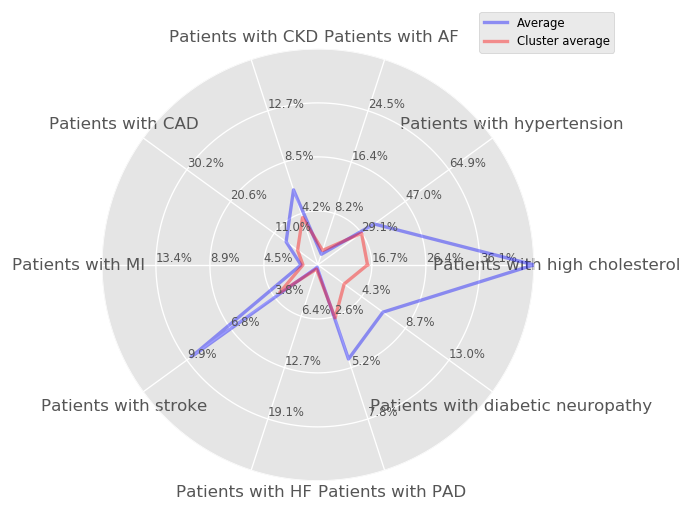 Average
Cluster average
Patients with CKD Patients with AF
12.7% 24.5%
Patients with CAD Patients with hypertension
30.2% 64.9%
8.5% 16.4%
20.6% 47.0%
4.2% 8.2%
11.0% 29.1%
Patients with MI 13.4% 8.9% 4.5% 16.7% 26.4% 36.1% Patients with high cholesterol
3.8% 4.3%
6.4% 2.6%
6.8% 8.7%
9.9% 12.7% 5.2% 13.0%
Patients with stroke Patients with diabetic neuropathy
19.1% 7.8%
Patients with HF Patients with PAD